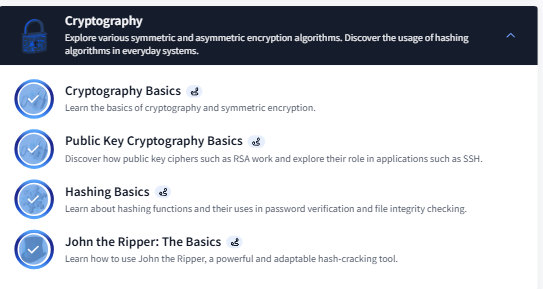 Cryptography
Explore various symmetric and asymmetric encryption algorithms. Discover the usage of hashing
algorithms in everyday systems.
Cryptography Basics
Learn the basics of cryptography and symmetric encryption.
Public Key Cryptography Basics
Discover how public key ciphers such as RSA work and explore their role in applications such as SSH.
Hashing Basics
Learn about hashing functions and their uses in password verification and file integrity checking.
John the Ripper: The Basics
Learn how to use John the Ripper, a powerful and adaptable hash-cracking tool.